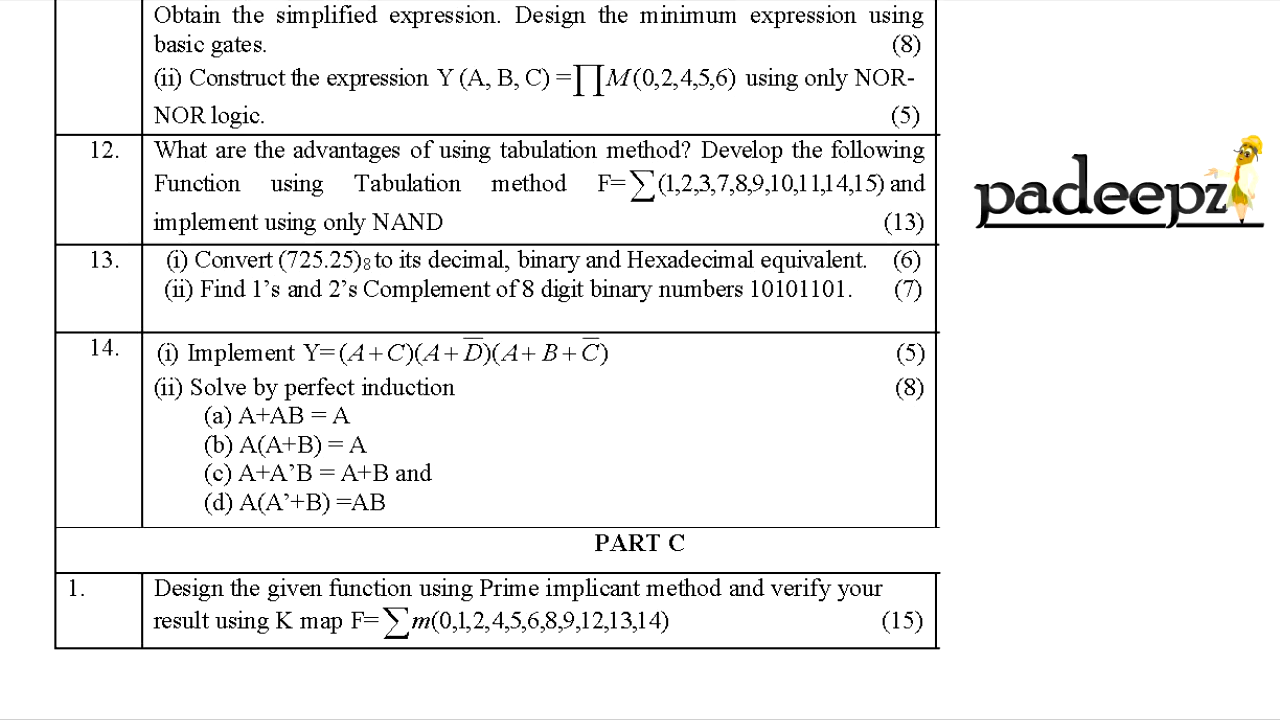 Obtain the simplified expression. Design the minimum expression using
basic gates. (8)
(ii) Construct the expression Y (A, B, C) =∏M(0,2,4,5,6) using only NOR-
NOR logic. (5)
12. What are the advantages of using tabulation method? Develop the following
Function using Tabulation method F=∑(1,2,3,7,8,9,10,11,14,15) and
implement using only NAND (13)
13. (i) Convert (725.25)₈ to its decimal, binary and Hexadecimal equivalent. (6)
(ii) Find 1’s and 2’s Complement of 8 digit binary numbers 10101101. (7)
14. (i) Implement Y=(A+C)(A+D̅)(A+B+C̅) (5)
(ii) Solve by perfect induction (8)
(a) A+AB = A
(b) A(A+B) = A
(c) A+A’B = A+B and
(d) A(A’+B) =AB
PART C
1. Design the given function using Prime implicant method and verify your
result using K map F=∑m(0,1,2,4,5,6,8,9,12,13,14) (15)
padeepz